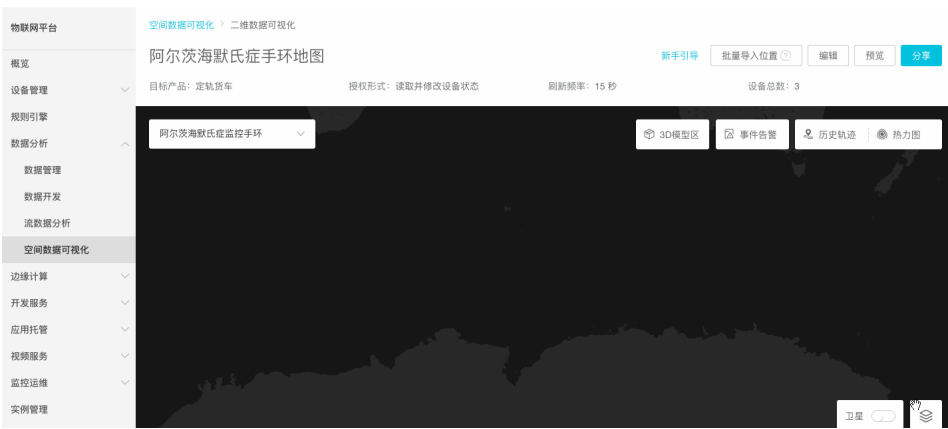 物联网平台
空间数据可视化 > 二维数据可视化
阿尔茨海默氏症手环地图
新手引导
批量导入位置 ?
编辑
预览
分享
目标产品：定轨货车
授权形式：读取并修改设备状态
刷新频率：15 秒
设备总数：3
概览
设备管理
规则引擎
数据分析
数据管理
数据开发
流数据分析
空间数据可视化
边缘计算
开发服务
应用托管
视频服务
监控运维
实例管理
阿尔茨海默氏症监控手环
3D模型区
事件告警
历史轨迹
热力图
卫星